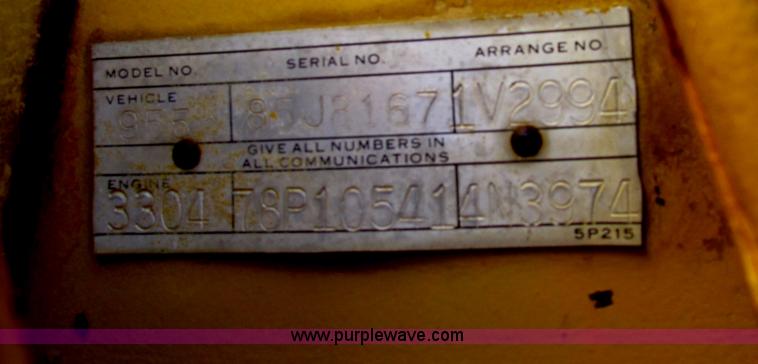 MODEL NO. SERIAL NO. ARRANGE NO.
VEHICLE
85J8167 1V2994
GIVE ALL NUMBERS IN
ALL COMMUNICATIONS
ENGINE
3304 78P10541 4N3974
5P215
www.purplewave.com